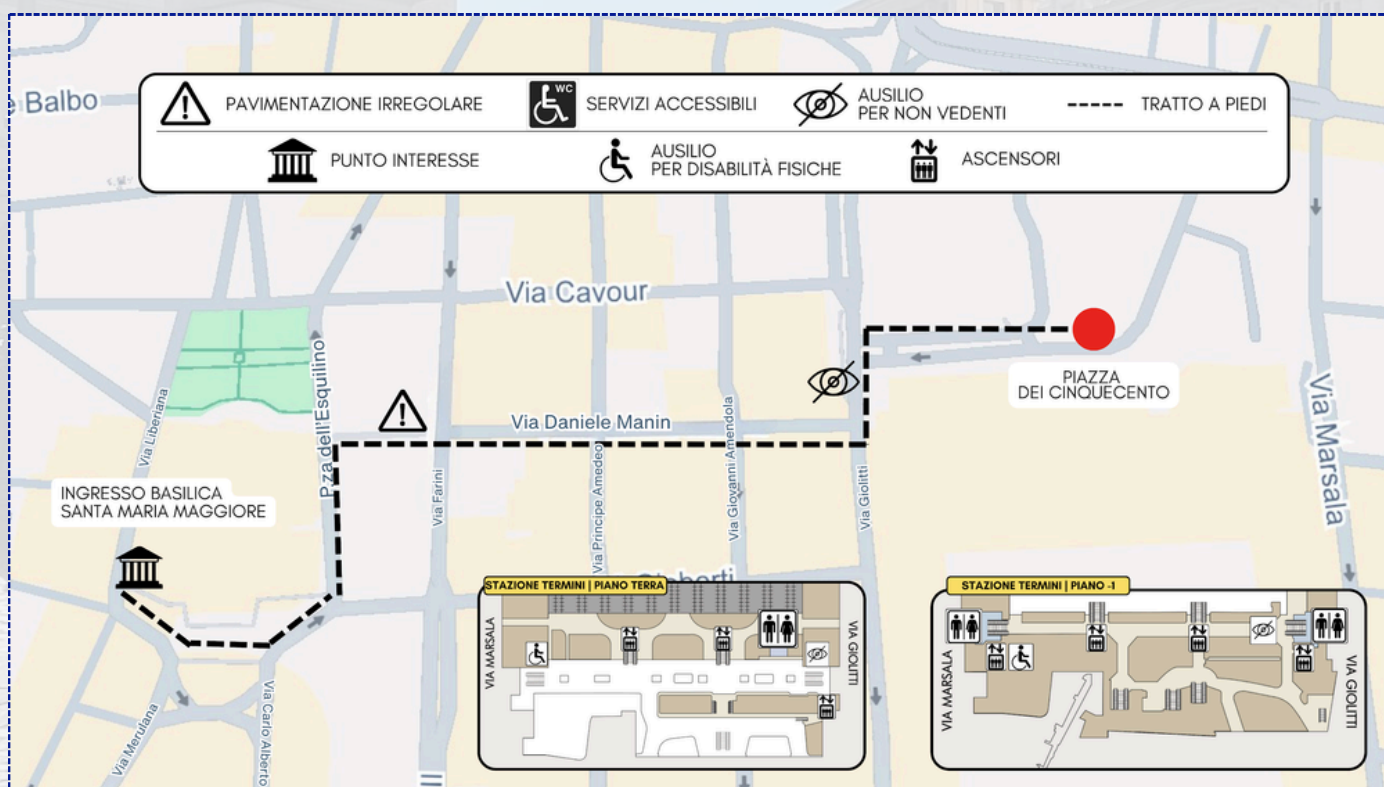 e Balbo
PAVIMENTAZIONE IRREGOLARE
WC
SERVIZI ACCESSIBILI
AUSILIO
PER NON VEDENTI
TRATTO A PIEDI
PUNTO INTERESSE
AUSILIO
PER DISABILITÀ FISICHE
ASCENSORI
Via Cavour
PIAZZA
DEI CINQUECENTO
Via Daniele Manin
Via Liberiana
P.za dell'Esquilino
Via Farini
Via Principe Amedeo
Via Giovanni Amendola
Via Giolitti
Via Marsala
INGRESSO BASILICA
SANTA MARIA MAGGIORE
Via Merulana
Via Carlo Alberto
STAZIONE TERMINI | PIANO TERRA
VIA MARSALA
VIA GIOLITTI
STAZIONE TERMINI | PIANO -1
VIA MARSALA
VIA GIOLITTI